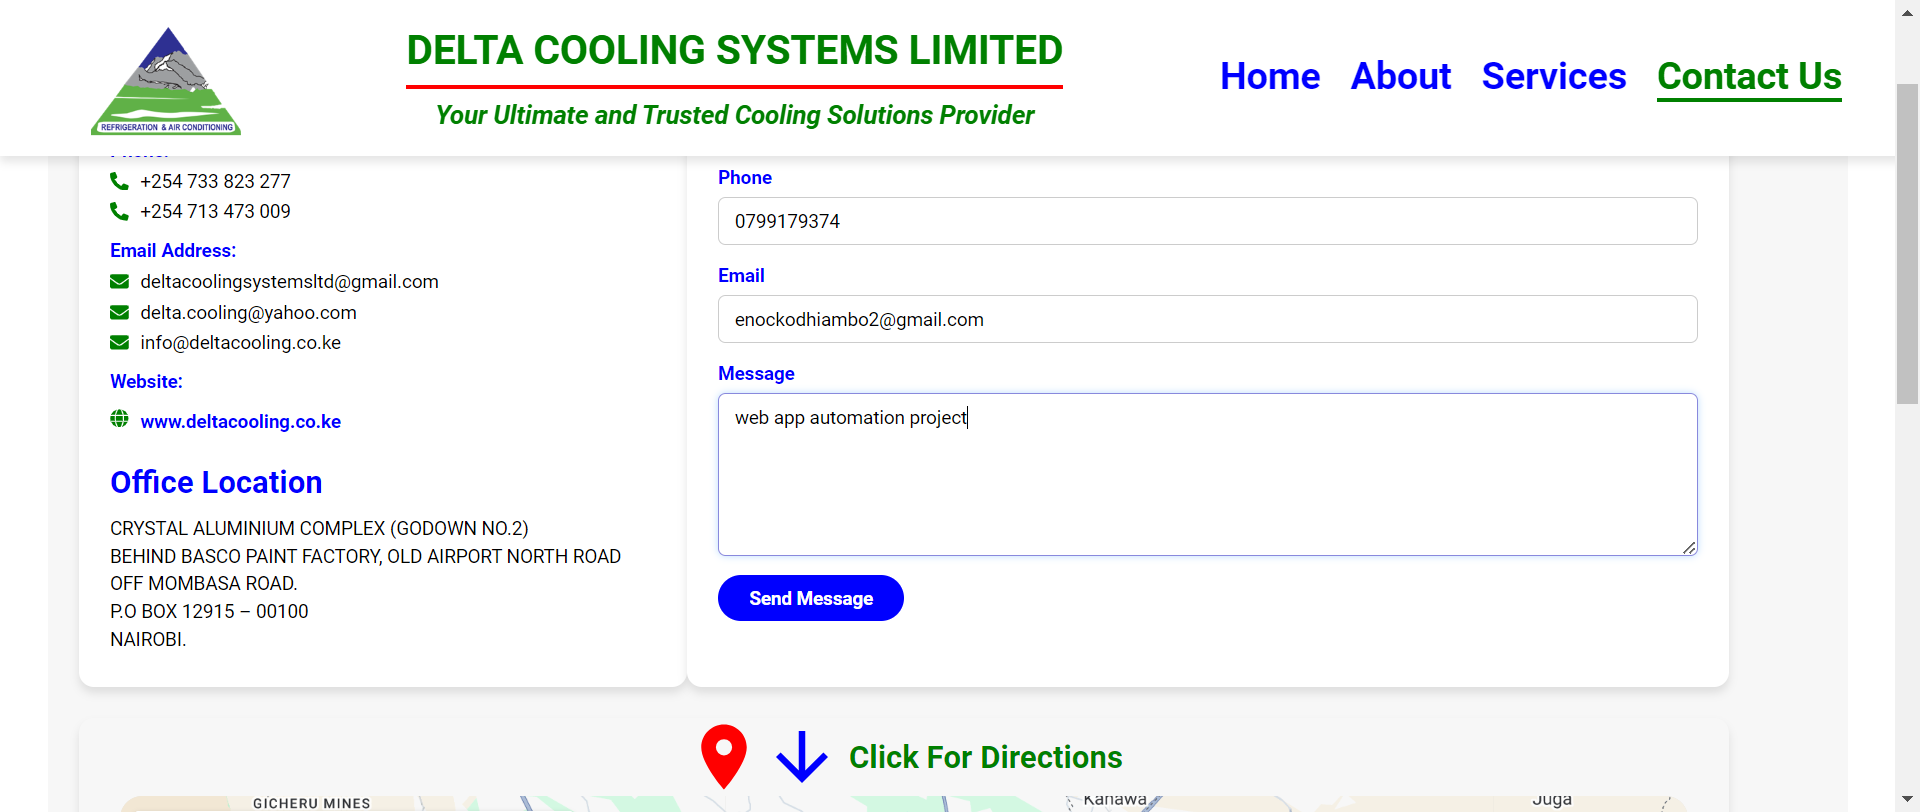 REFRIGERATION & AIR CONDITIONING
DELTA COOLING SYSTEMS LIMITED
Your Ultimate and Trusted Cooling Solutions Provider
Home About Services Contact Us
+254 733 823 277
+254 713 473 009
Email Address:
deltacoolingsystemsltd@gmail.com
delta.cooling@yahoo.com
info@deltacooling.co.ke
Website:
www.deltacooling.co.ke
Office Location
CRYSTAL ALUMINIUM COMPLEX (GODOWN NO.2)
BEHIND BASCO PAINT FACTORY, OLD AIRPORT NORTH ROAD
OFF MOMBASA ROAD.
P.O BOX 12915 – 00100
NAIROBI.
Phone
0799179374
Email
enockodhiambo2@gmail.com
Message
web app automation project
Send Message
Click For Directions
GICHERU MINES
Kanawa
Juga